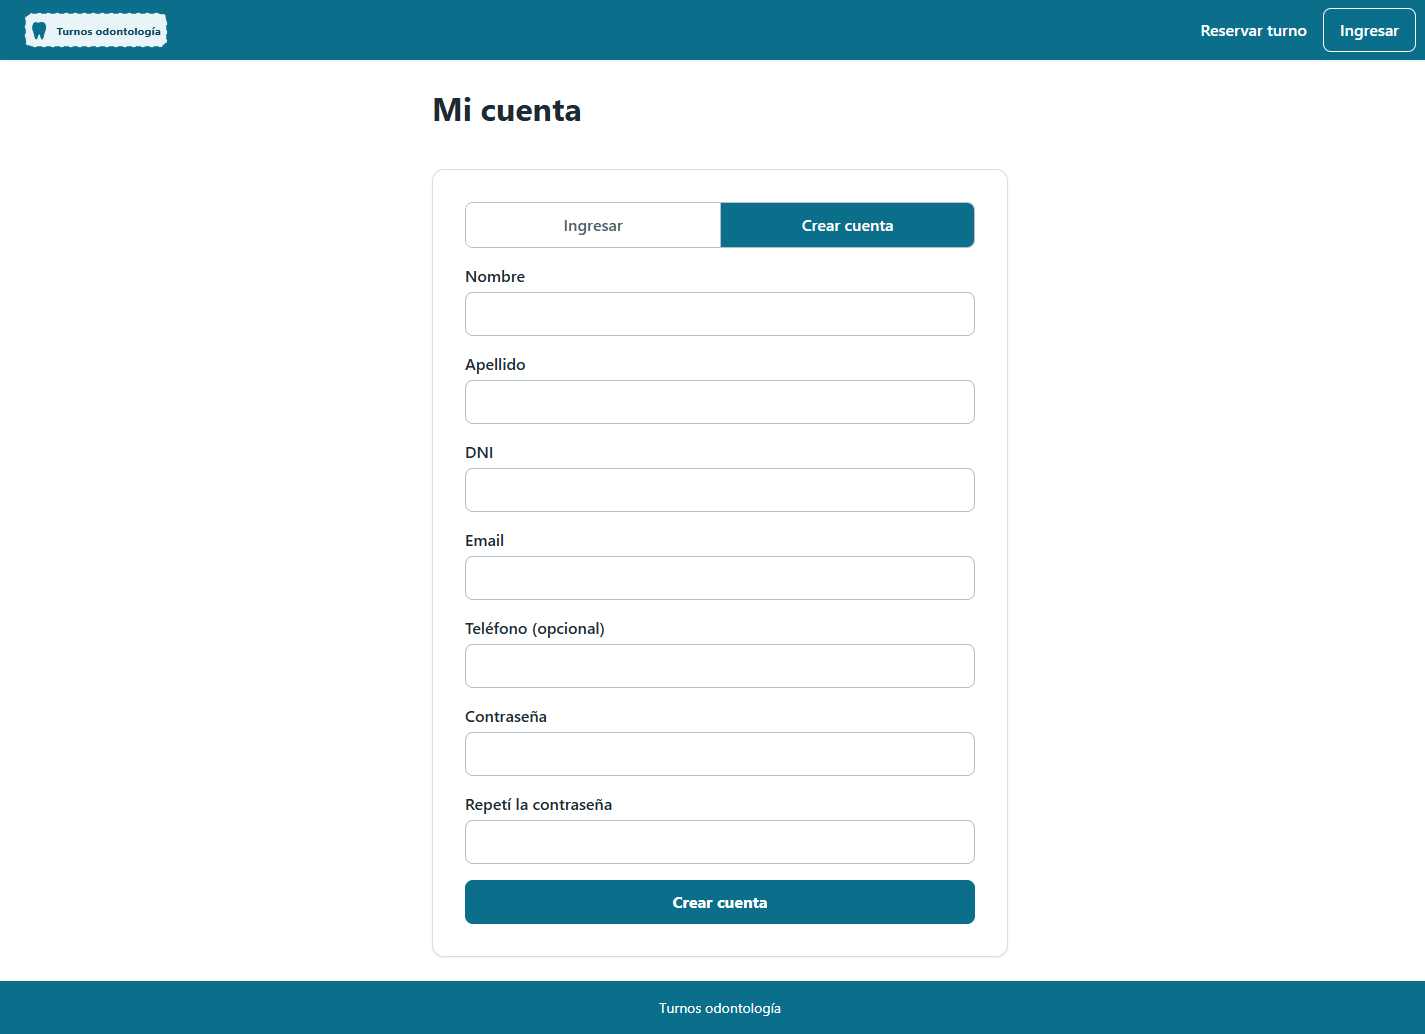 Turnos odontología
Reservar turno
Ingresar
Mi cuenta
Ingresar
Crear cuenta
Nombre
Apellido
DNI
Email
Teléfono (opcional)
Contraseña
Repetí la contraseña
Crear cuenta
Turnos odontología